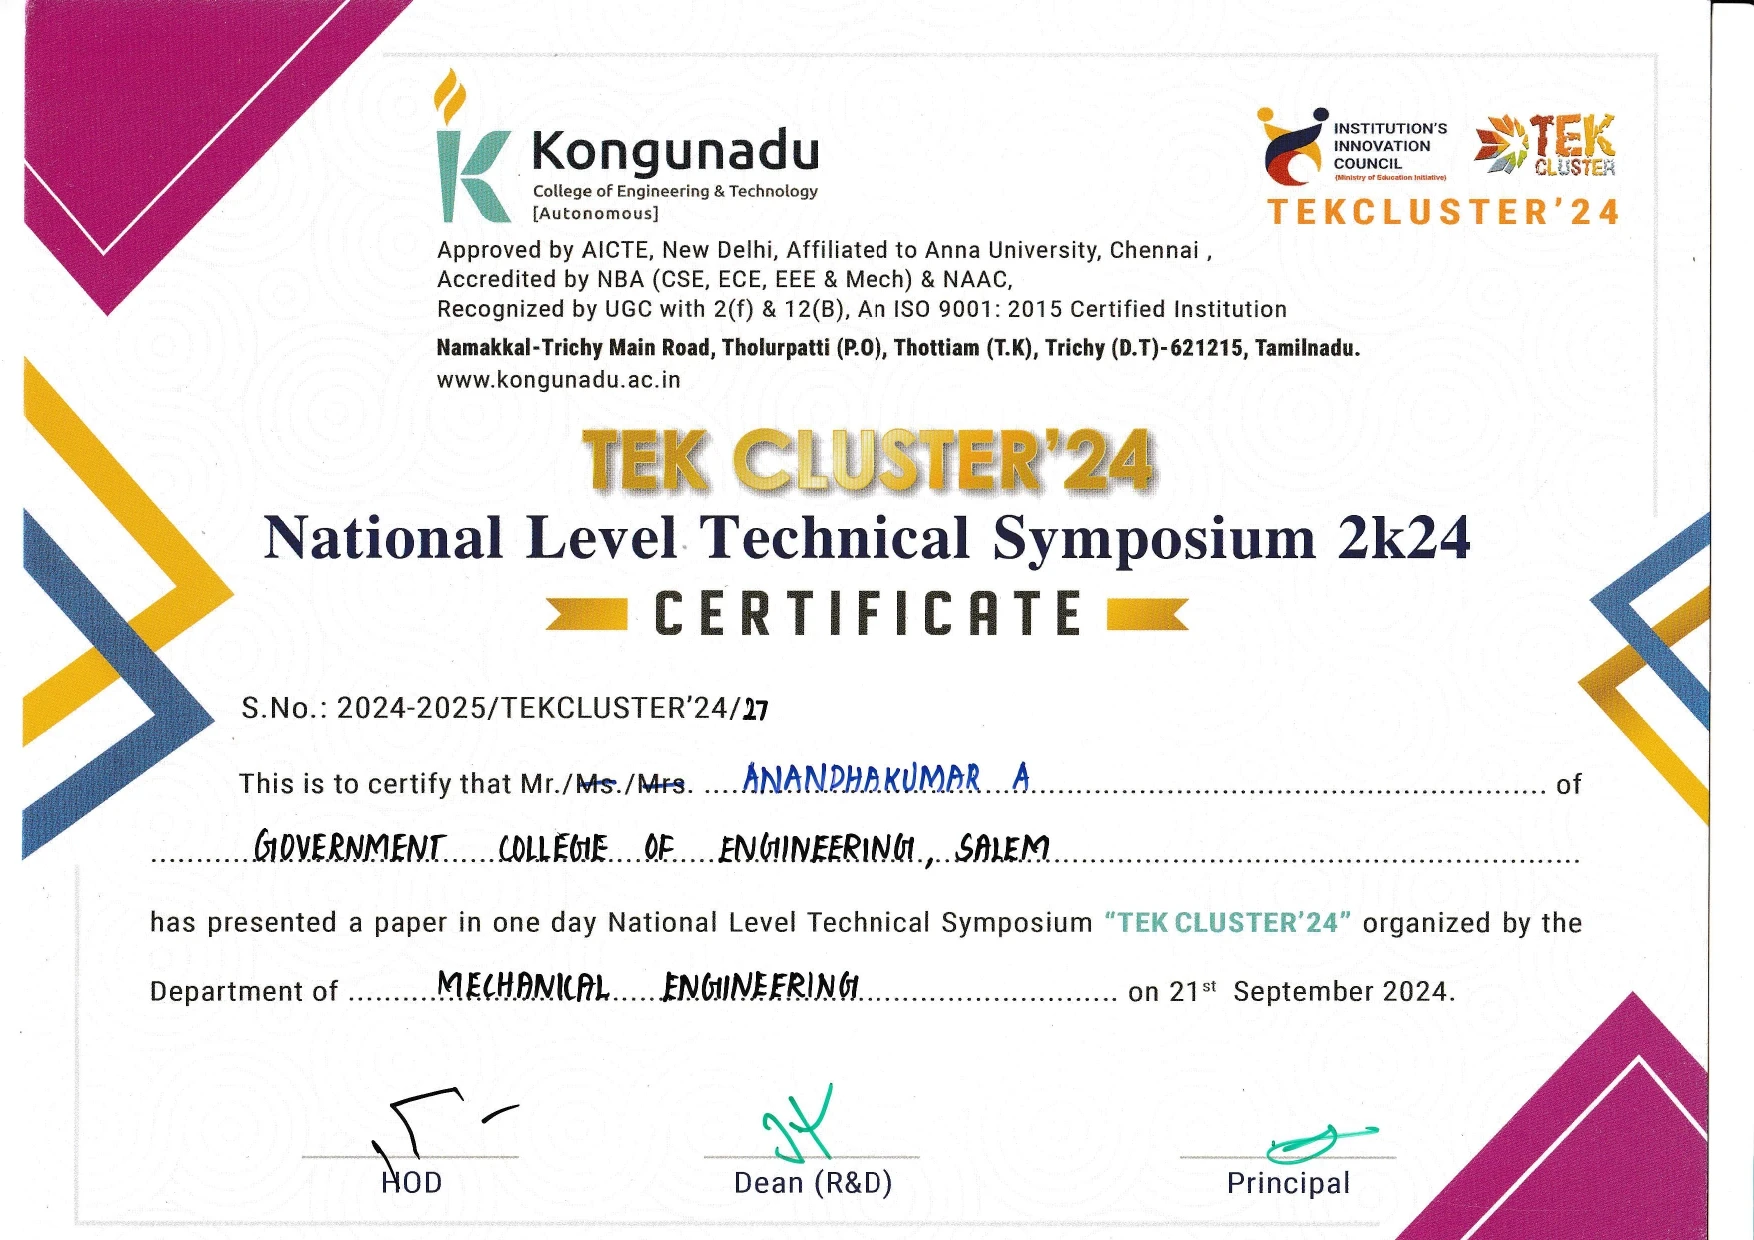 Kongunadu
College of Engineering & Technology
[Autonomous]
INSTITUTION'S
INNOVATION
COUNCIL
(Ministry of Education Initiative)
TEK
CLUSTER
TEKCLUSTER'24
Approved by AICTE, New Delhi, Affiliated to Anna University, Chennai ,
Accredited by NBA (CSE, ECE, EEE & Mech) & NAAC,
Recognized by UGC with 2(f) & 12(B), An ISO 9001: 2015 Certified Institution
Namakkal-Trichy Main Road, Tholurpatti (P.O), Thottiam (T.K), Trichy (D.T)-621215, Tamilnadu.
www.kongunadu.ac.in
TEK CLUSTER'24
National Level Technical Symposium 2k24
CERTIFICATE
S.No.: 2024-2025/TEKCLUSTER'24/27
This is to certify that Mr./Ms./Mrs. ANANDHAKUMAR A of
GOVERNMENT COLLEGE OF ENGINEERING, SALEM
has presented a paper in one day National Level Technical Symposium "TEK CLUSTER'24" organized by the
Department of MECHANICAL ENGINEERING on 21st September 2024.
HOD
Dean (R&D)
Principal